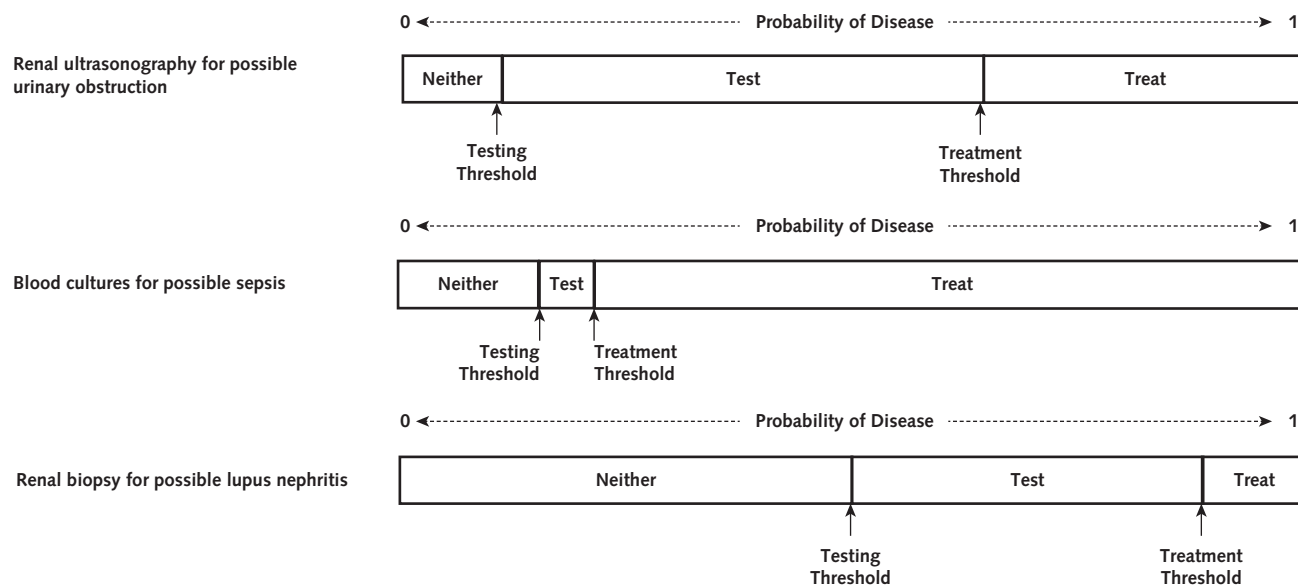 0 Probability of Disease 1
Renal ultrasonography for possible
urinary obstruction
Neither Test Treat
Testing
Threshold
Treatment
Threshold
0 Probability of Disease 1
Blood cultures for possible sepsis
Neither Test Treat
Testing
Threshold
Treatment
Threshold
0 Probability of Disease 1
Renal biopsy for possible lupus nephritis
Neither Test Treat
Testing
Threshold
Treatment
Threshold